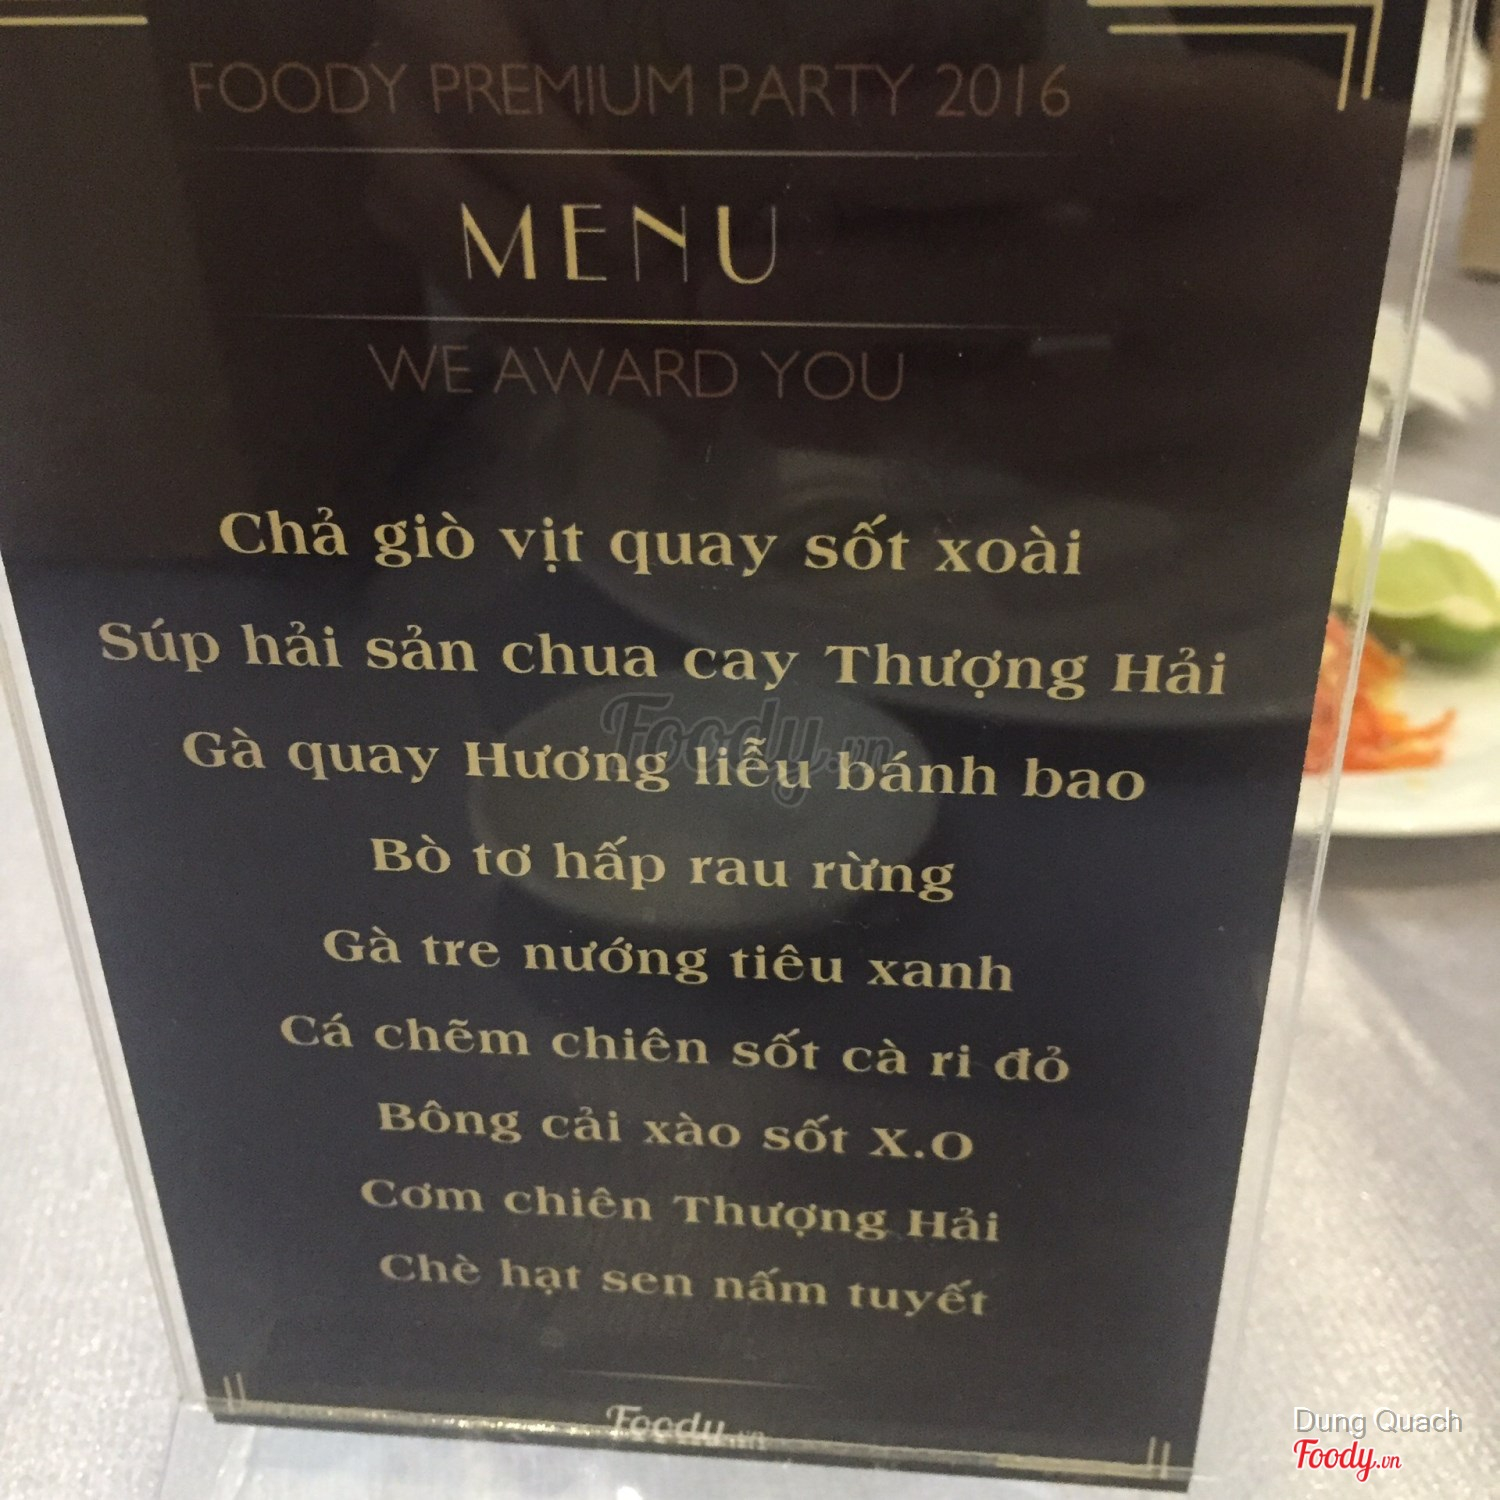 FOODY PREMIUM PARTY 2016
MENU
WE AWARD YOU
Chả giò vịt quay sốt xoài
Súp hải sản chua cay Thượng Hải
Gà quay Hương liễu bánh bao
Bò tơ hấp rau rừng
Gà tre nướng tiêu xanh
Cá chẽm chiên sốt cà ri đỏ
Bông cải xào sốt X.O
Cơm chiên Thượng Hải
Chè hạt sen nấm tuyết
Foody.vn
Foody.vn
Dung Quach
Foody.vn